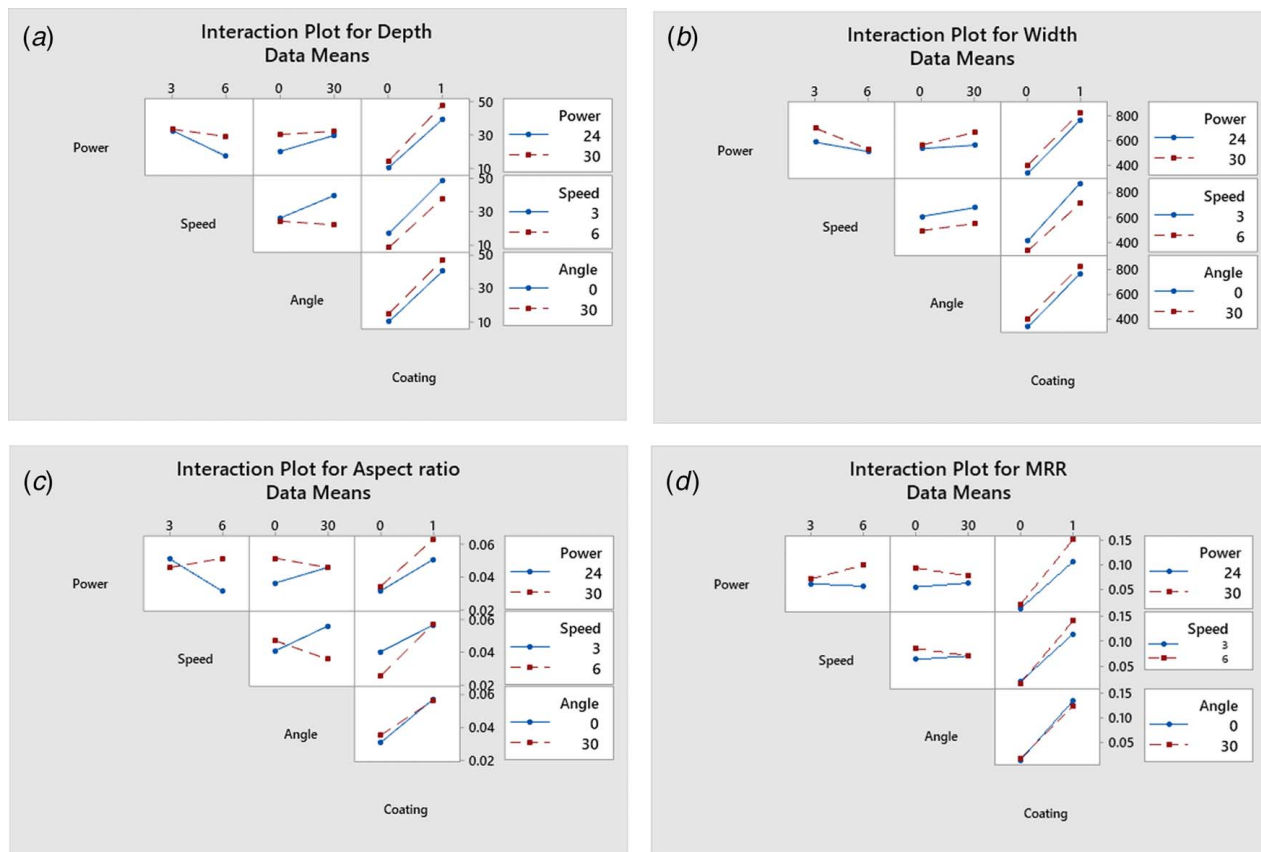 (a)
Interaction Plot for Depth
Data Means
3 6 0 30 0 1
Power
50
30
10
Power
24
30
Speed
50
30
10
Speed
3
6
Angle
50
30
10
Angle
0
30
Coating
(b)
Interaction Plot for Width
Data Means
3 6 0 30 0 1
Power
800
600
400
Power
24
30
Speed
800
600
400
Speed
3
6
Angle
800
600
400
Angle
0
30
Coating
(c)
Interaction Plot for Aspect ratio
Data Means
3 6 0 30 0 1
Power
0.06
0.04
0.02
Power
24
30
Speed
0.06
0.04
0.02
Speed
3
6
Angle
0.06
0.04
0.02
Angle
0
30
Coating
(d)
Interaction Plot for MRR
Data Means
3 6 0 30 0 1
Power
0.15
0.10
0.05
Power
24
30
Speed
0.15
0.10
0.05
Speed
3
6
Angle
0.15
0.10
0.05
Angle
0
30
Coating